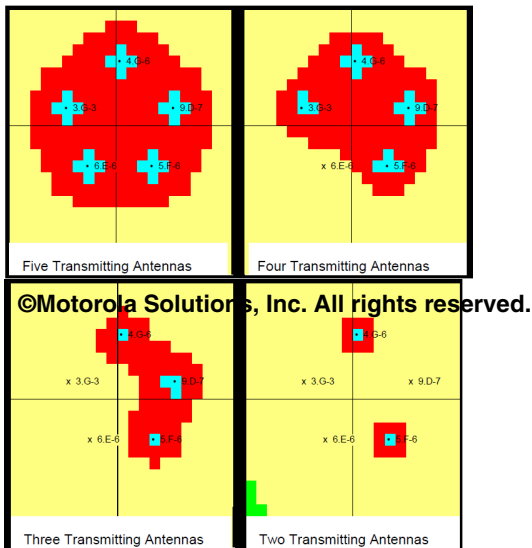 4.G-6
3.G-3
9.D-7
6.E-6
5.F-6
Five Transmitting Antennas
4.G-6
3.G-3
9.D-7
x 6.E-6
5.F-6
Four Transmitting Antennas
©Motorola Solutions, Inc. All rights reserved.
4.G-6
x 3.G-3
9.D-7
x 6.E-6
5.F-6
Three Transmitting Antennas
4.G-6
x 3.G-3
x 9.D-7
x 6.E-6
5.F-6
Two Transmitting Antennas